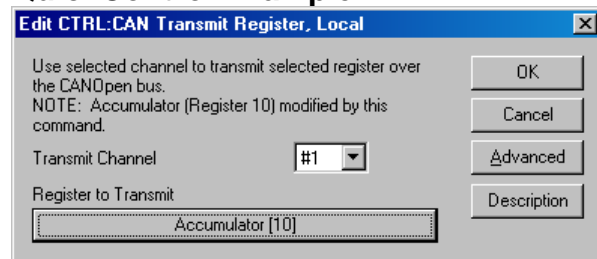 Edit CTRL:CAN Transmit Register, Local
Use selected channel to transmit selected register over
the CANOpen bus.
NOTE: Accumulator (Register 10) modified by this
command.
Transmit Channel
#1
Register to Transmit
Accumulator [10]
OK
Cancel
Advanced
Description